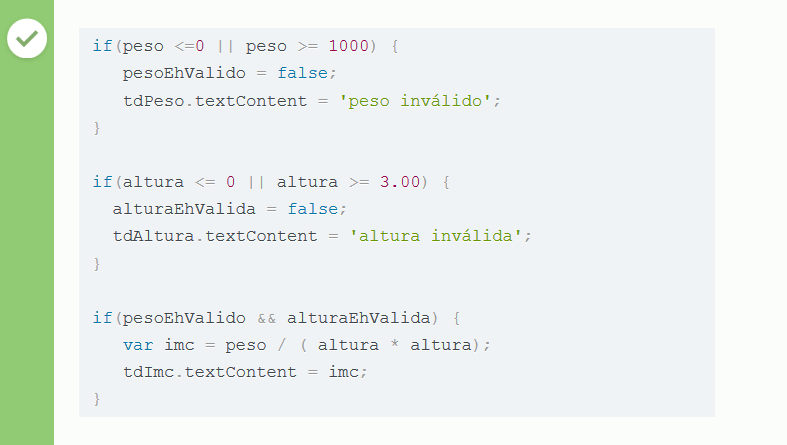 if(peso <=0 || peso >= 1000) {
   pesoEhValido = false;
   tdPeso.textContent = 'peso inválido';
}
if(altura <= 0 || altura >= 3.00) {
  alturaEhValida = false;
  tdAltura.textContent = 'altura inválida';
}
if(pesoEhValido && alturaEhValida) {
   var imc = peso / ( altura * altura);
   tdImc.textContent = imc;
}